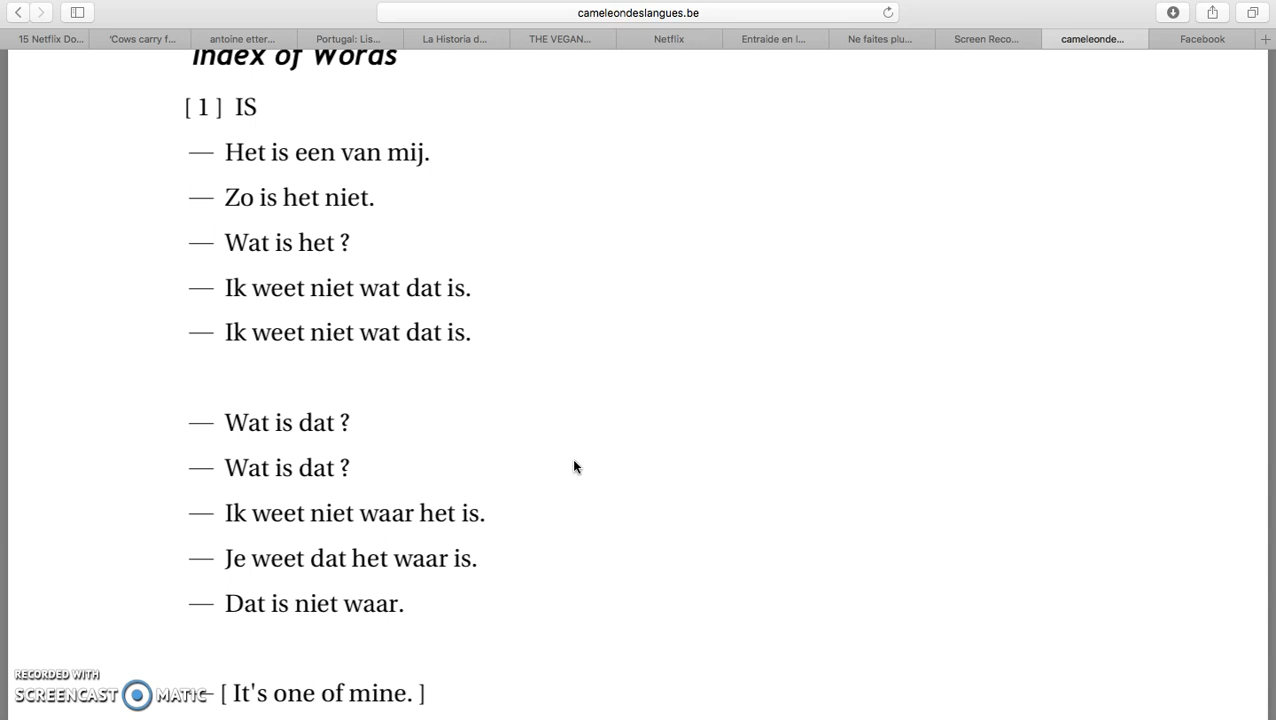 cameleondeslangues.be
15 Netflix Do...
'Cows carry f...
antoine etter...
Portugal: Lis...
La Historia d...
THE VEGAN...
Netflix
Entraide en l...
Ne faites plu...
Screen Reco...
cameleonde...
Facebook
Index of Words
[ 1 ] IS
— Het is een van mij.
— Zo is het niet.
— Wat is het ?
— Ik weet niet wat dat is.
— Ik weet niet wat dat is.
— Wat is dat ?
— Wat is dat ?
— Ik weet niet waar het is.
— Je weet dat het waar is.
— Dat is niet waar.
— [ It's one of mine. ]
RECORDED WITH
SCREENCAST MATIC